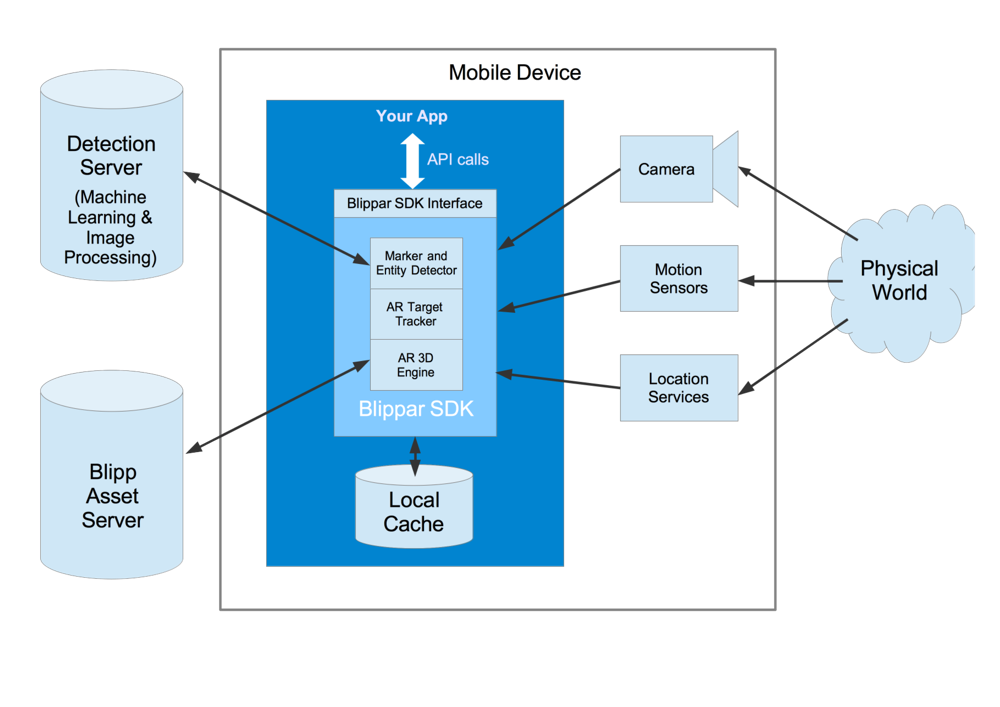 Mobile Device
Detection
Server
(Machine
Learning &
Image
Processing)
Blipp
Asset
Server
Your App
API calls
Blippar SDK Interface
Marker and
Entity Detector
AR Target
Tracker
AR 3D
Engine
Blippar SDK
Local
Cache
Camera
Motion
Sensors
Location
Services
Physical
World